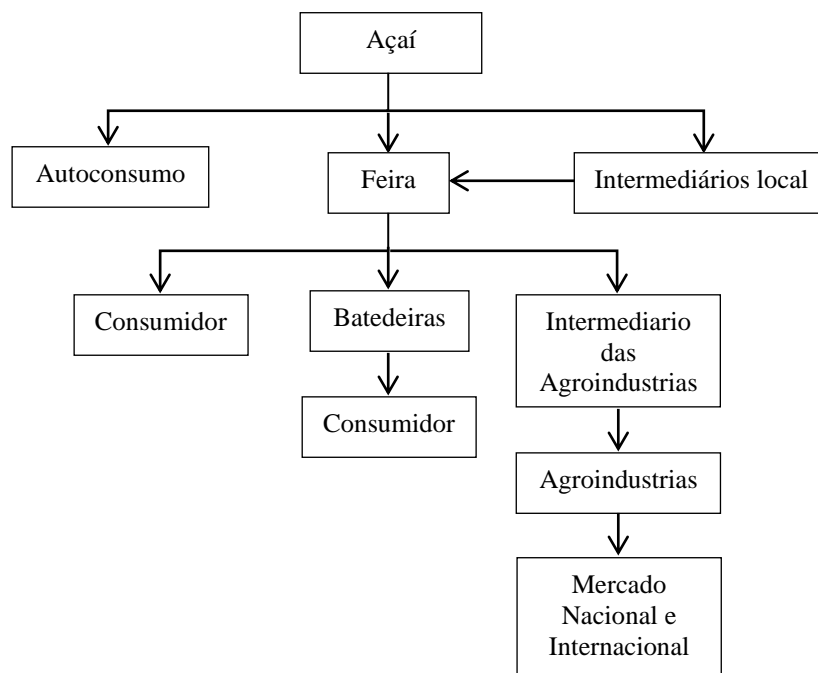 Açaí
Autoconsumo
Feira
Intermediários local
Consumidor
Batedeiras
Intermediario
das
Agroindustrias
Consumidor
Agroindustrias
Mercado
Nacional e
Internacional